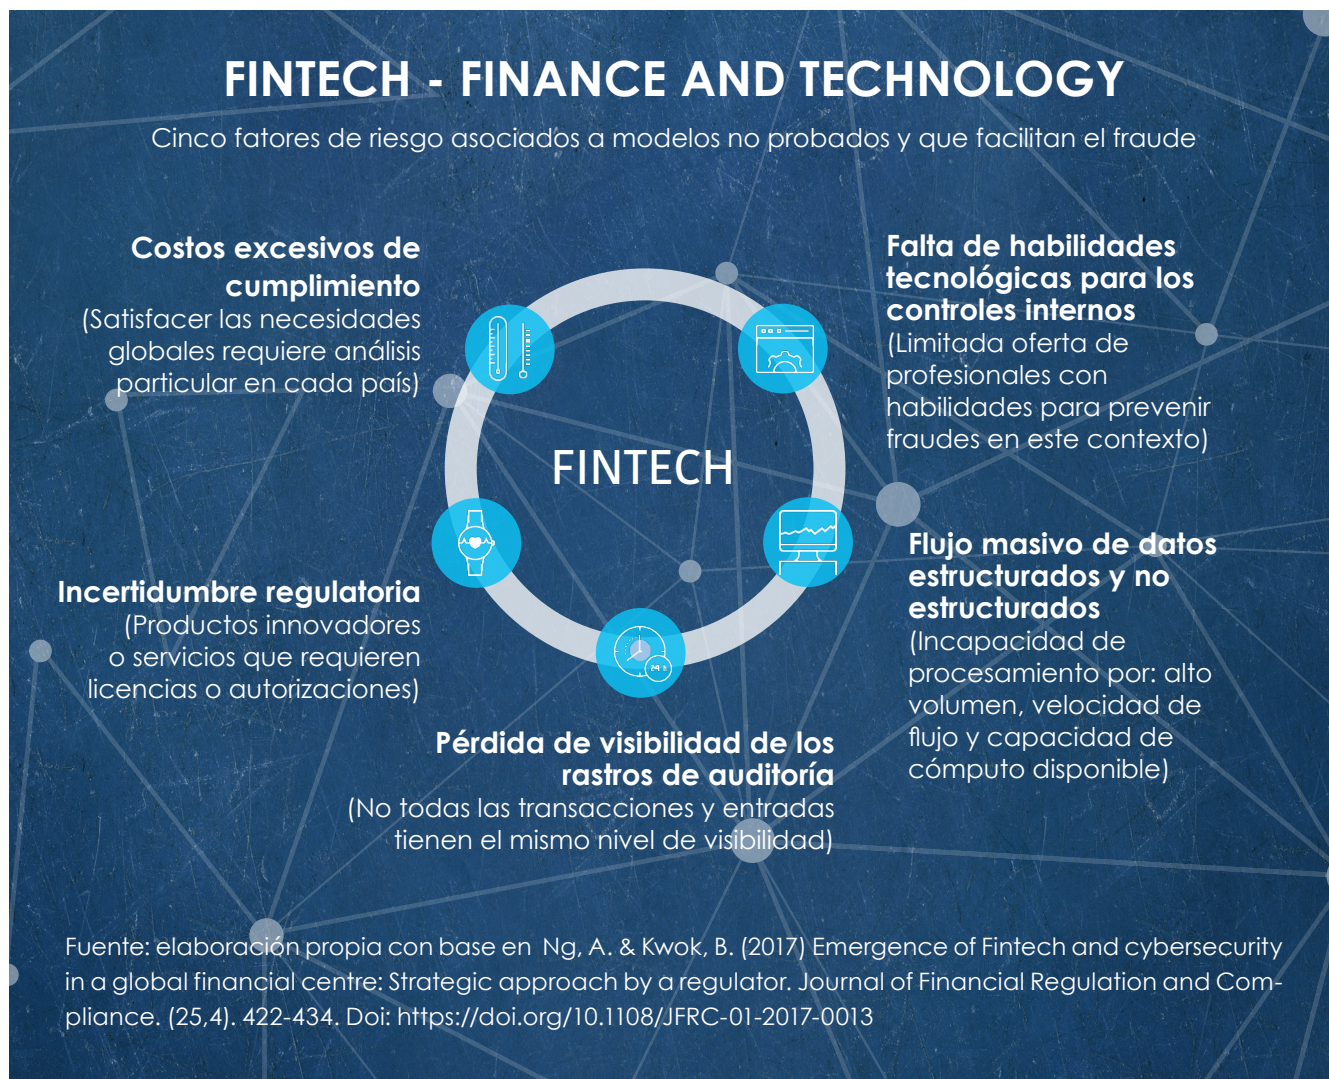 FINTECH - FINANCE AND TECHNOLOGY
Cinco fatores de riesgo asociados a modelos no probados y que facilitan el fraude
Costos excesivos de
cumplimiento
(Satisfacer las necesidades
globales requiere análisis
particular en cada país)
Falta de habilidades
tecnológicas para los
controles internos
(Limitada oferta de
profesionales con
habilidades para prevenir
fraudes en este contexto)
FINTECH
Incertidumbre regulatoria
(Productos innovadores
o servicios que requieren
licencias o autorizaciones)
Flujo masivo de datos
estructurados y no
estructurados
(Incapacidad de
procesamiento por: alto
volumen, velocidad de
flujo y capacidad de
cómputo disponible)
24 h
Pérdida de visibilidad de los
rastros de auditoría
(No todas las transacciones y entradas
tienen el mismo nivel de visibilidad)
Fuente: elaboración propia con base en Ng, A. & Kwok, B. (2017) Emergence of Fintech and cybersecurity
in a global financial centre: Strategic approach by a regulator. Journal of Financial Regulation and Com-
pliance. (25,4). 422-434. Doi: https://doi.org/10.1108/JFRC-01-2017-0013